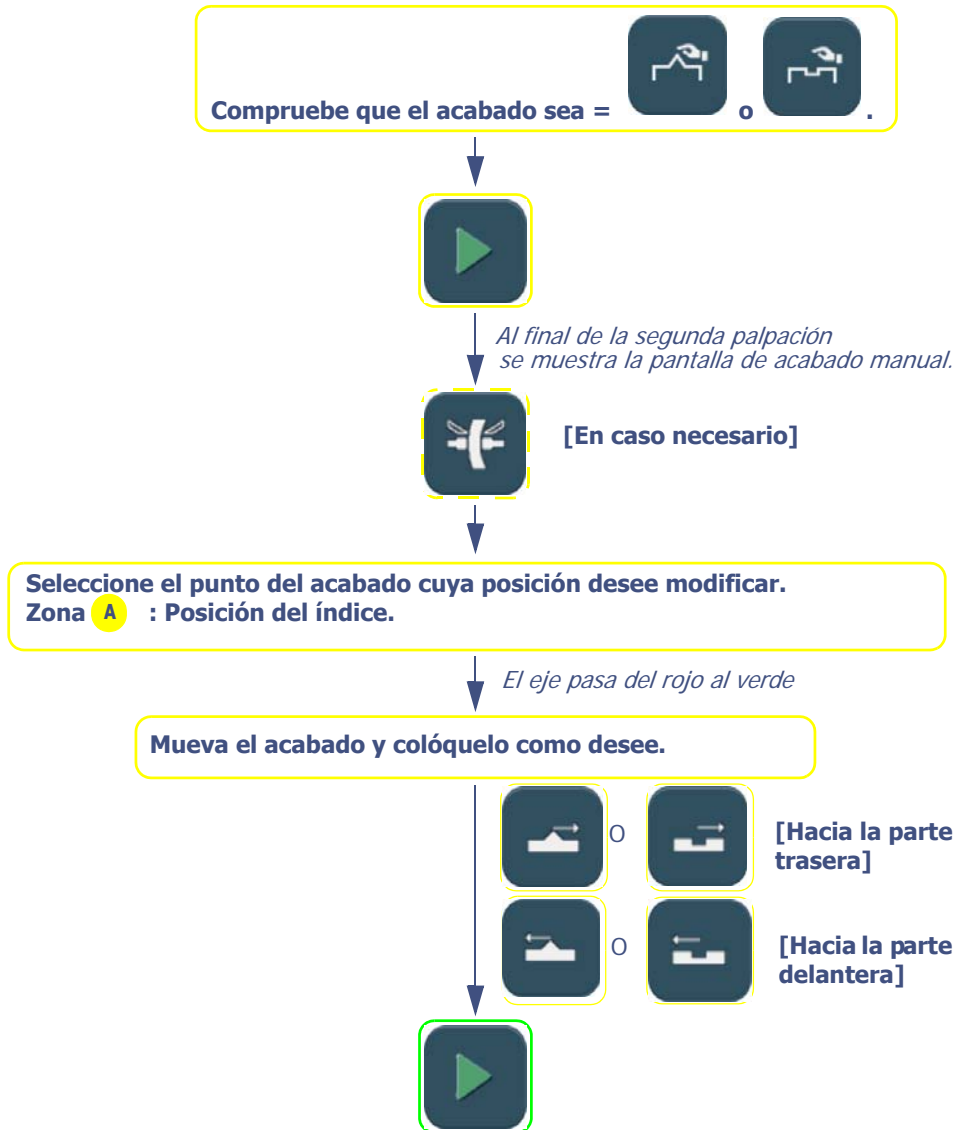 Compruebe que el acabado sea = o .
Al final de la segunda palpación
se muestra la pantalla de acabado manual.
[En caso necesario]
Seleccione el punto del acabado cuya posición desee modificar.
Zona A : Posición del índice.
El eje pasa del rojo al verde
Mueva el acabado y colóquelo como desee.
O [Hacia la parte
trasera]
O [Hacia la parte
delantera]